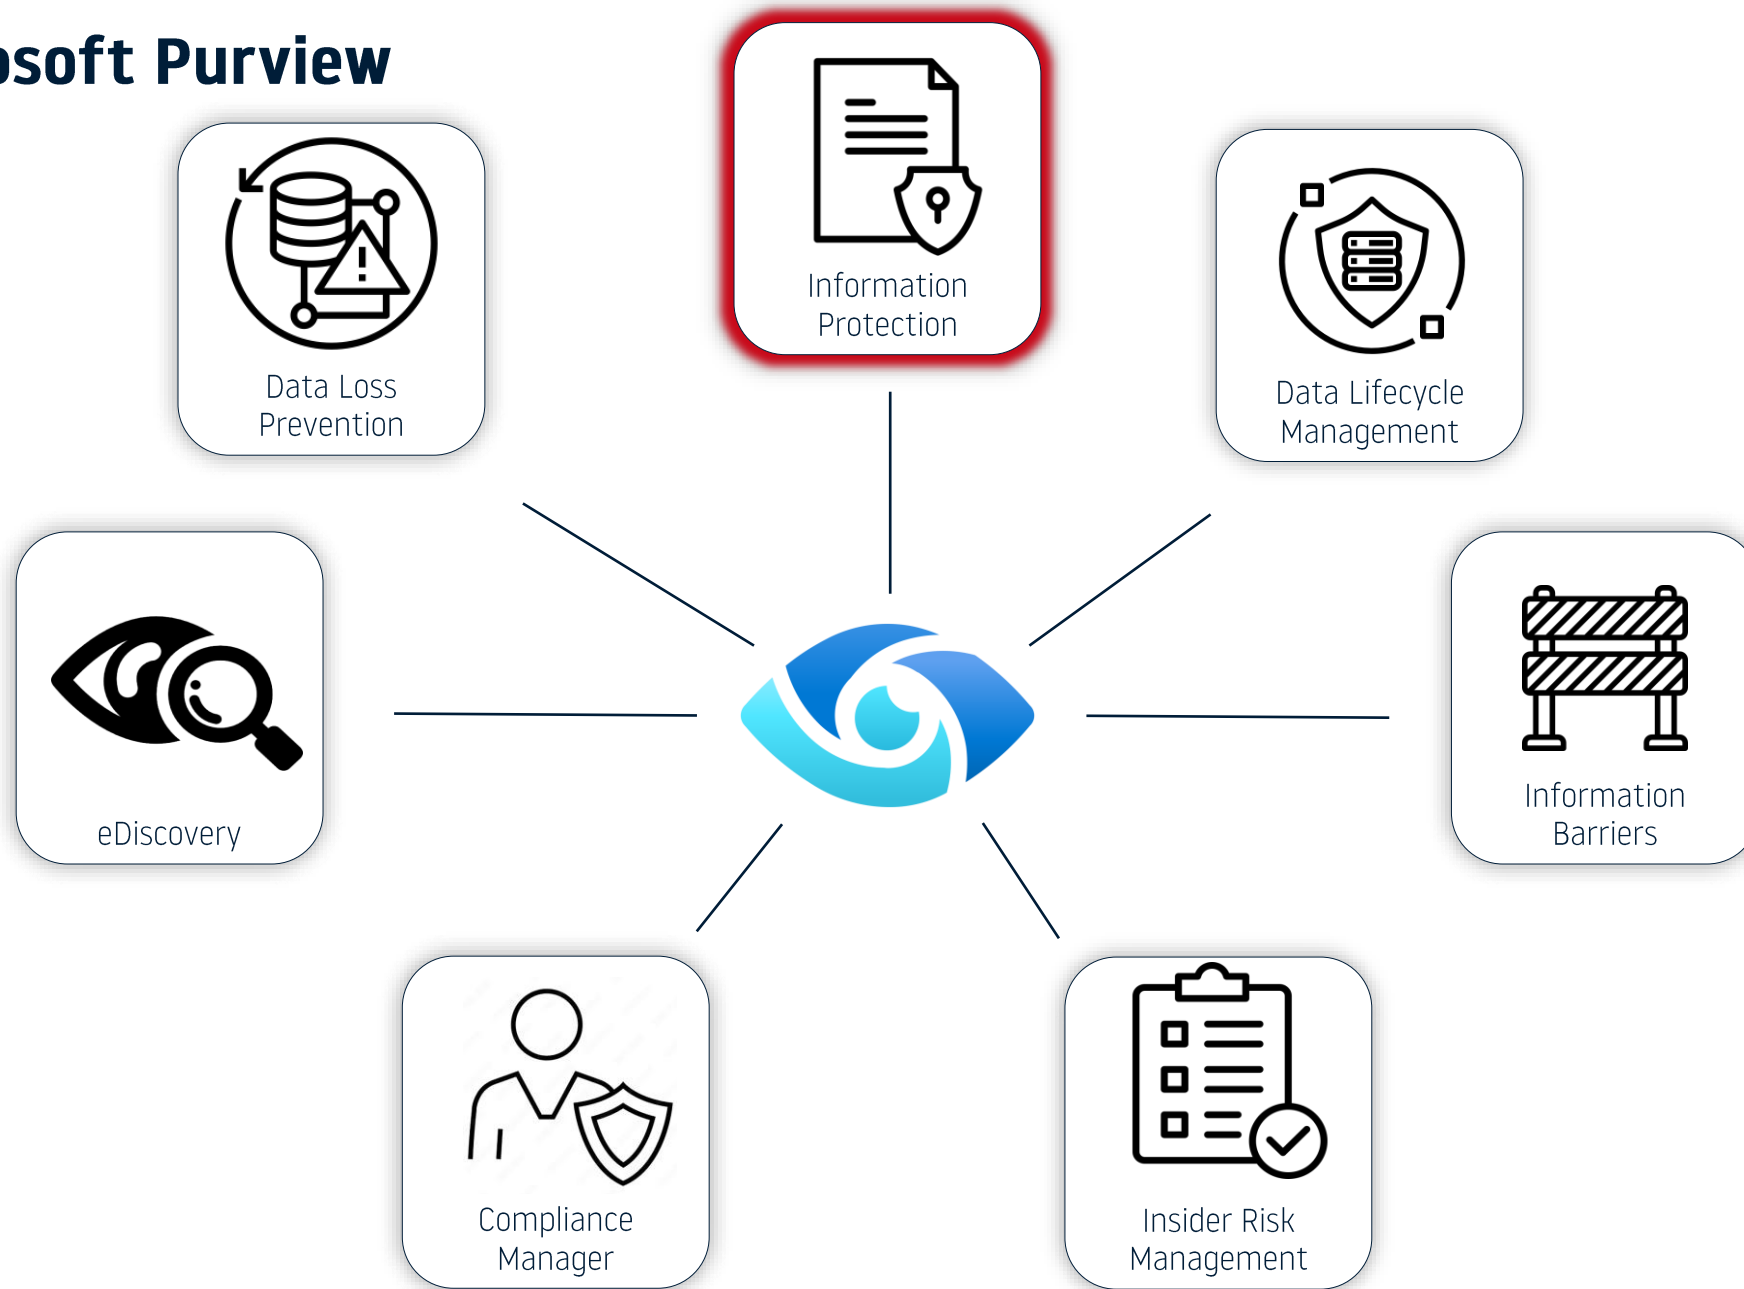 osoft Purview
Information
Protection
Data Loss
Prevention
Data Lifecycle
Management
eDiscovery
Information
Barriers
Compliance
Manager
Insider Risk
Management